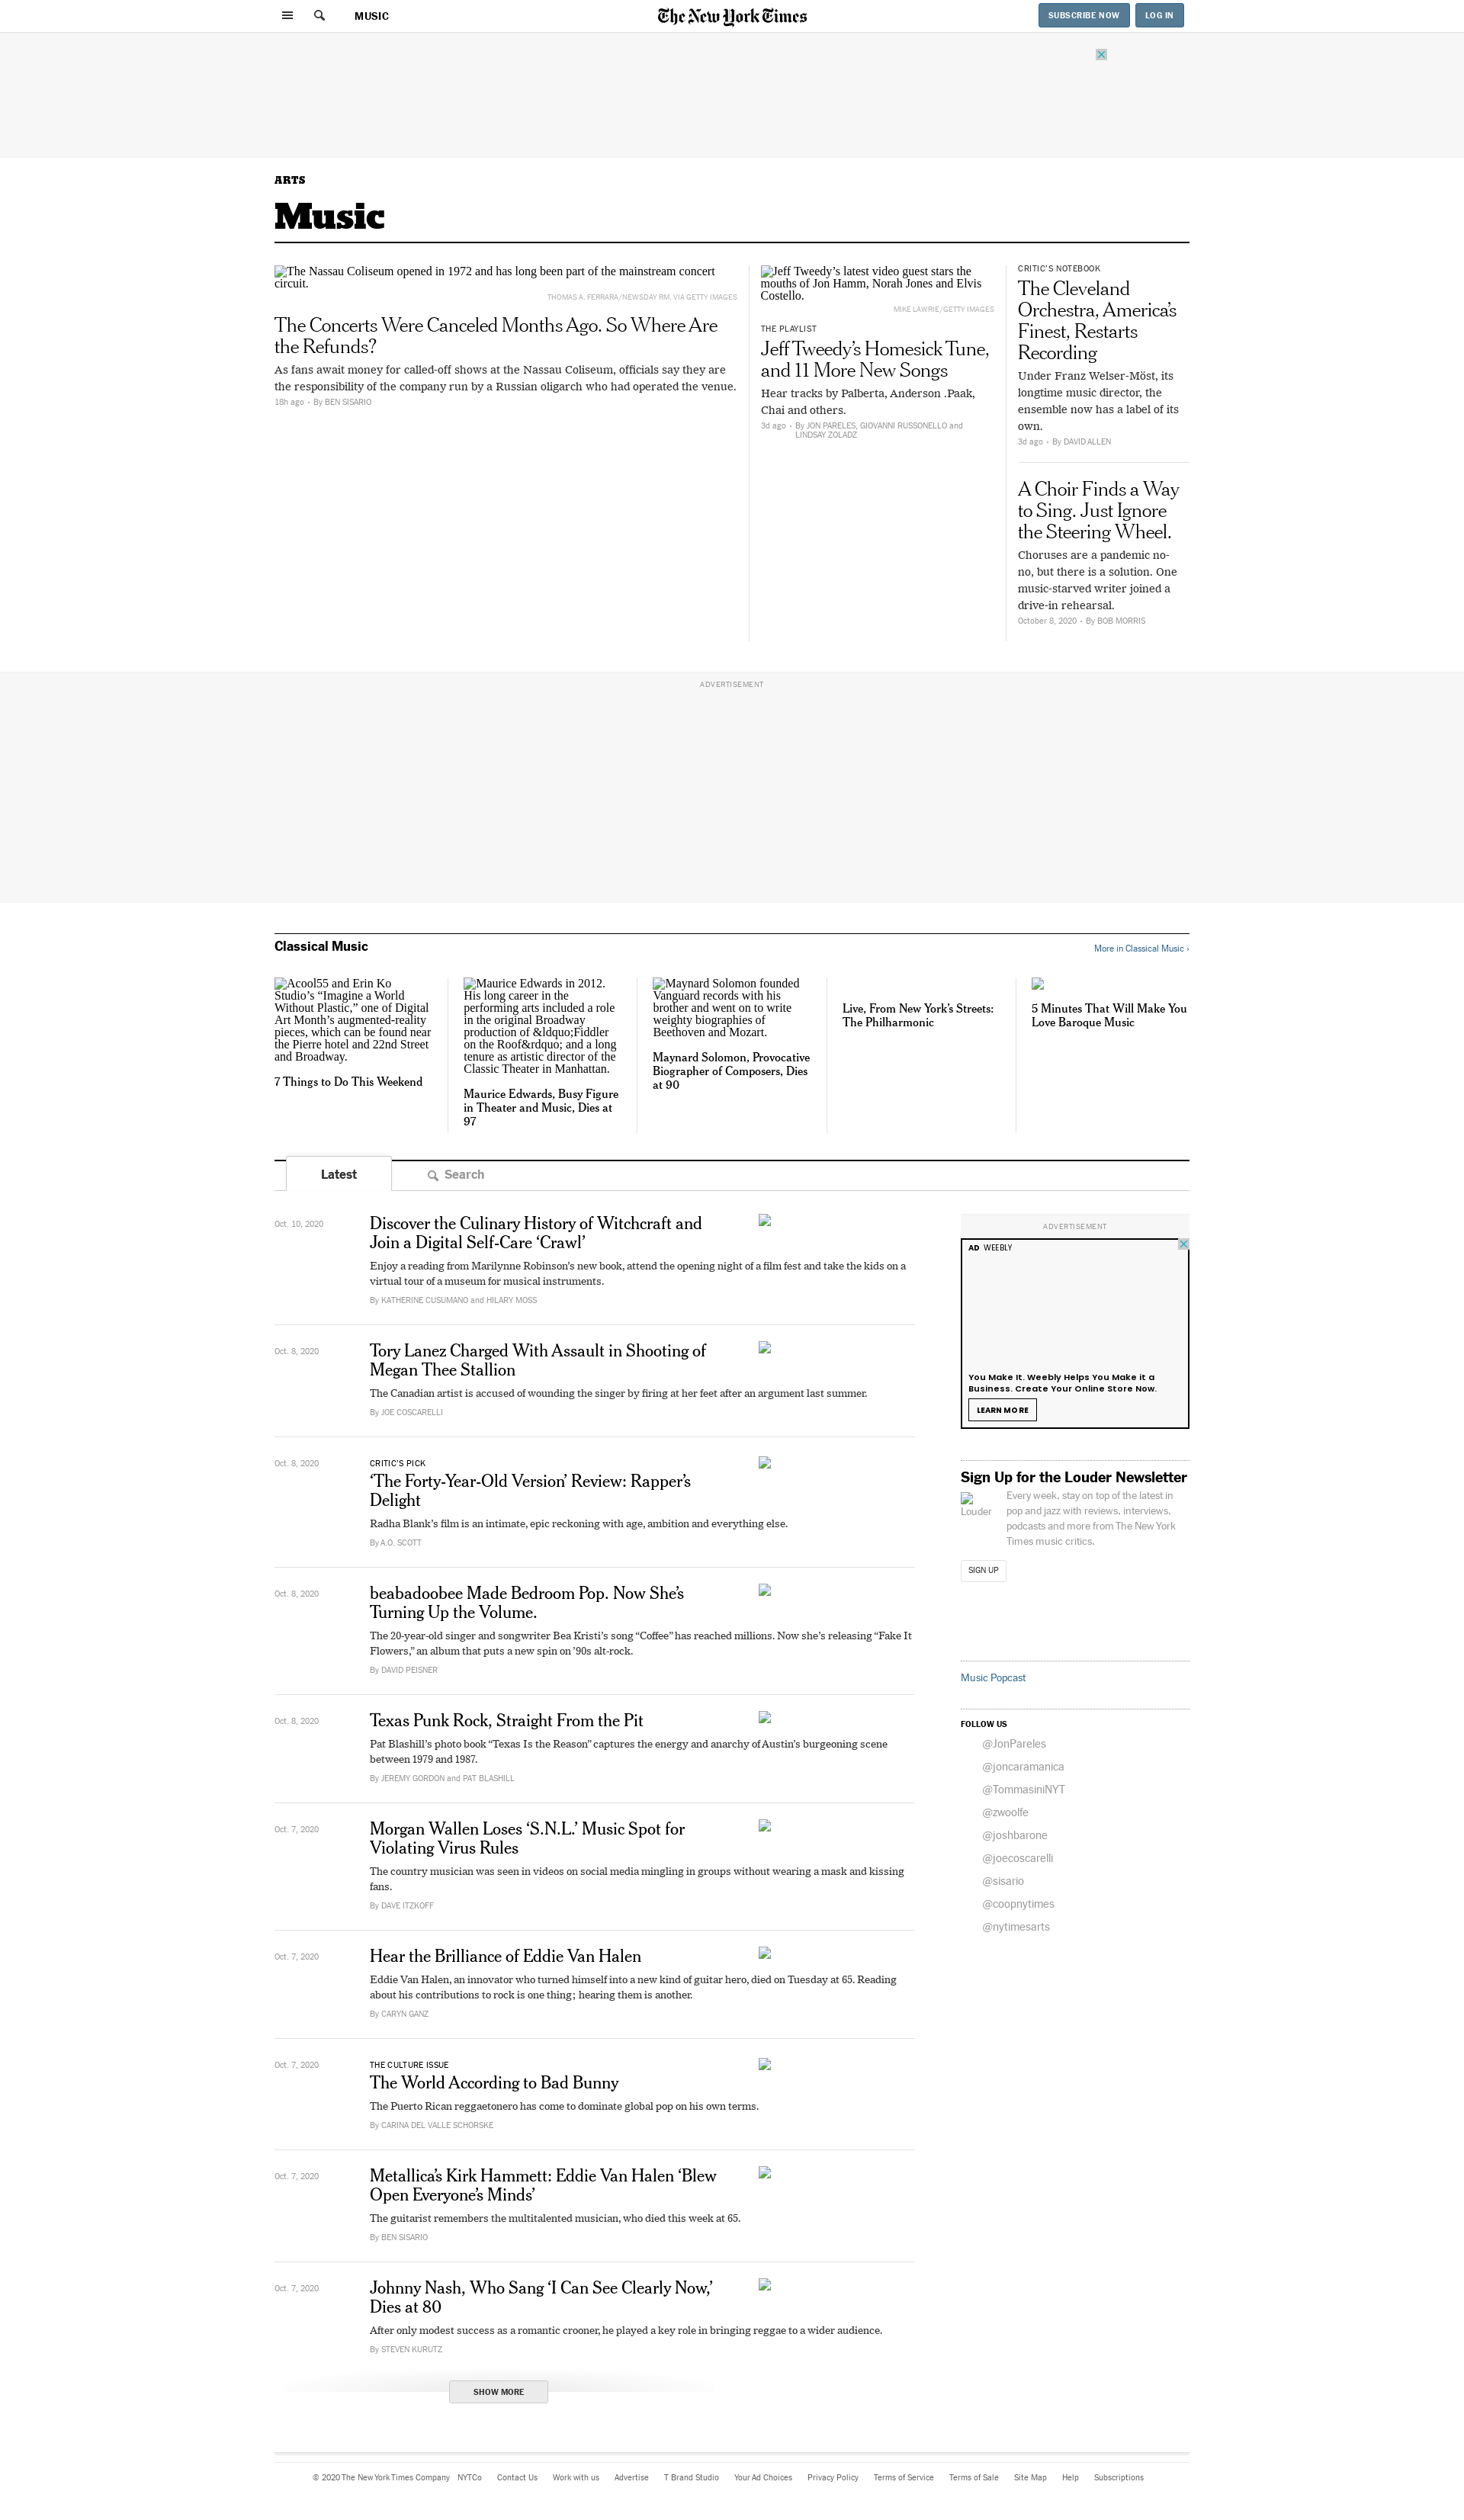 MUSIC
The New York Times
SUBSCRIBE NOW
LOG IN
ARTS
Music
The Nassau Coliseum opened in 1972 and has long been part of the mainstream concert
circuit.
THOMAS A. FERRARA/NEWSDAY RM, VIA GETTY IMAGES
The Concerts Were Canceled Months Ago. So Where Are
the Refunds?
As fans await money for called-off shows at the Nassau Coliseum, officials say they are
the responsibility of the company run by a Russian oligarch who had operated the venue.
18h ago • By BEN SISARIO
Jeff Tweedy’s latest video guest stars the
mouths of Jon Hamm, Norah Jones and Elvis
Costello.
MIKE LAWRIE/GETTY IMAGES
THE PLAYLIST
Jeff Tweedy’s Homesick Tune,
and 11 More New Songs
Hear tracks by Palberta, Anderson .Paak,
Chai and others.
3d ago • By JON PARELES, GIOVANNI RUSSONELLO and
LINDSAY ZOLADZ
CRITIC’S NOTEBOOK
The Cleveland
Orchestra, America’s
Finest, Restarts
Recording
Under Franz Welser-Möst, its
longtime music director, the
ensemble now has a label of its
own.
3d ago • By DAVID ALLEN
A Choir Finds a Way
to Sing. Just Ignore
the Steering Wheel.
Choruses are a pandemic no-
no, but there is a solution. One
music-starved writer joined a
drive-in rehearsal.
October 8, 2020 • By BOB MORRIS
ADVERTISEMENT
Classical Music
More in Classical Music ›
Acool55 and Erin Ko
Studio’s “Imagine a World
Without Plastic,” one of Digital
Art Month’s augmented-reality
pieces, which can be found near
the Pierre hotel and 22nd Street
and Broadway.
7 Things to Do This Weekend
Maurice Edwards in 2012.
His long career in the
performing arts included a role
in the original Broadway
production of &ldquo;Fiddler
on the Roof&rdquo; and a long
tenure as artistic director of the
Classic Theater in Manhattan.
Maurice Edwards, Busy Figure
in Theater and Music, Dies at
97
Maynard Solomon founded
Vanguard records with his
brother and went on to write
weighty biographies of
Beethoven and Mozart.
Maynard Solomon, Provocative
Biographer of Composers, Dies
at 90
Live, From New York’s Streets:
The Philharmonic
5 Minutes That Will Make You
Love Baroque Music
Latest
Search
Oct. 10, 2020
Discover the Culinary History of Witchcraft and
Join a Digital Self-Care ‘Crawl’
Enjoy a reading from Marilynne Robinson’s new book, attend the opening night of a film fest and take the kids on a
virtual tour of a museum for musical instruments.
By KATHERINE CUSUMANO and HILARY MOSS
Oct. 8, 2020
Tory Lanez Charged With Assault in Shooting of
Megan Thee Stallion
The Canadian artist is accused of wounding the singer by firing at her feet after an argument last summer.
By JOE COSCARELLI
Oct. 8, 2020
CRITIC’S PICK
‘The Forty-Year-Old Version’ Review: Rapper’s
Delight
Radha Blank’s film is an intimate, epic reckoning with age, ambition and everything else.
By A.O. SCOTT
Oct. 8, 2020
beabadoobee Made Bedroom Pop. Now She’s
Turning Up the Volume.
The 20-year-old singer and songwriter Bea Kristi’s song “Coffee” has reached millions. Now she’s releasing “Fake It
Flowers,” an album that puts a new spin on ’90s alt-rock.
By DAVID PEISNER
Oct. 8, 2020
Texas Punk Rock, Straight From the Pit
Pat Blashill’s photo book “Texas Is the Reason” captures the energy and anarchy of Austin’s burgeoning scene
between 1979 and 1987.
By JEREMY GORDON and PAT BLASHILL
Oct. 7, 2020
Morgan Wallen Loses ‘S.N.L.’ Music Spot for
Violating Virus Rules
The country musician was seen in videos on social media mingling in groups without wearing a mask and kissing
fans.
By DAVE ITZKOFF
Oct. 7, 2020
Hear the Brilliance of Eddie Van Halen
Eddie Van Halen, an innovator who turned himself into a new kind of guitar hero, died on Tuesday at 65. Reading
about his contributions to rock is one thing; hearing them is another.
By CARYN GANZ
Oct. 7, 2020
THE CULTURE ISSUE
The World According to Bad Bunny
The Puerto Rican reggaetonero has come to dominate global pop on his own terms.
By CARINA DEL VALLE SCHORSKE
Oct. 7, 2020
Metallica’s Kirk Hammett: Eddie Van Halen ‘Blew
Open Everyone’s Minds’
The guitarist remembers the multitalented musician, who died this week at 65.
By BEN SISARIO
Oct. 7, 2020
Johnny Nash, Who Sang ‘I Can See Clearly Now,’
Dies at 80
After only modest success as a romantic crooner, he played a key role in bringing reggae to a wider audience.
By STEVEN KURUTZ
SHOW MORE
ADVERTISEMENT
AD WEEBLY
You Make It. Weebly Helps You Make it a
Business. Create Your Online Store Now.
LEARN MORE
Sign Up for the Louder Newsletter
Louder
Every week, stay on top of the latest in
pop and jazz with reviews, interviews,
podcasts and more from The New York
Times music critics.
SIGN UP
Music Popcast
FOLLOW US
@JonPareles
@joncaramanica
@TommasiniNYT
@zwoolfe
@joshbarone
@joecoscarelli
@sisario
@coopnytimes
@nytimesarts
© 2020 The New York Times Company NYTCo Contact Us Work with us Advertise T Brand Studio Your Ad Choices Privacy Policy Terms of Service Terms of Sale Site Map Help Subscriptions